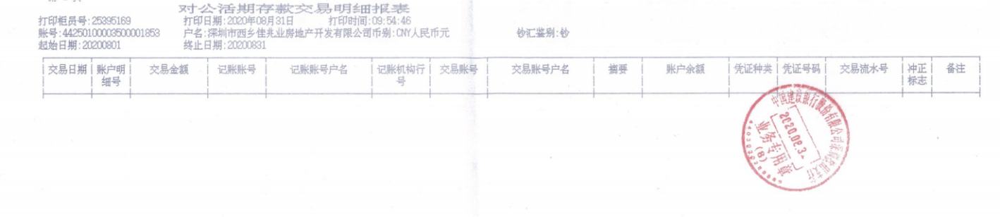 对公活期存款交易明细报表
打印柜员号:25395169 打印日期:2020年08月31日 打印时间:09:54:46
账号:44250100003500001853 户名:深圳市西乡佳兆业房地产开发有限公司币别:CNY人民币元 钞汇鉴别:钞
起始日期:20200801 终止日期:20200831
交易日期 账户明细号 交易金额 记账账号 记账账号户名 记账机构行号 交易账号 交易账号户名 摘要 账户余额 凭证种类 凭证号码 交易流水号 冲正标志 备注
中国建设银行股份有限公司
2020.08.3
业务专用章
(8)